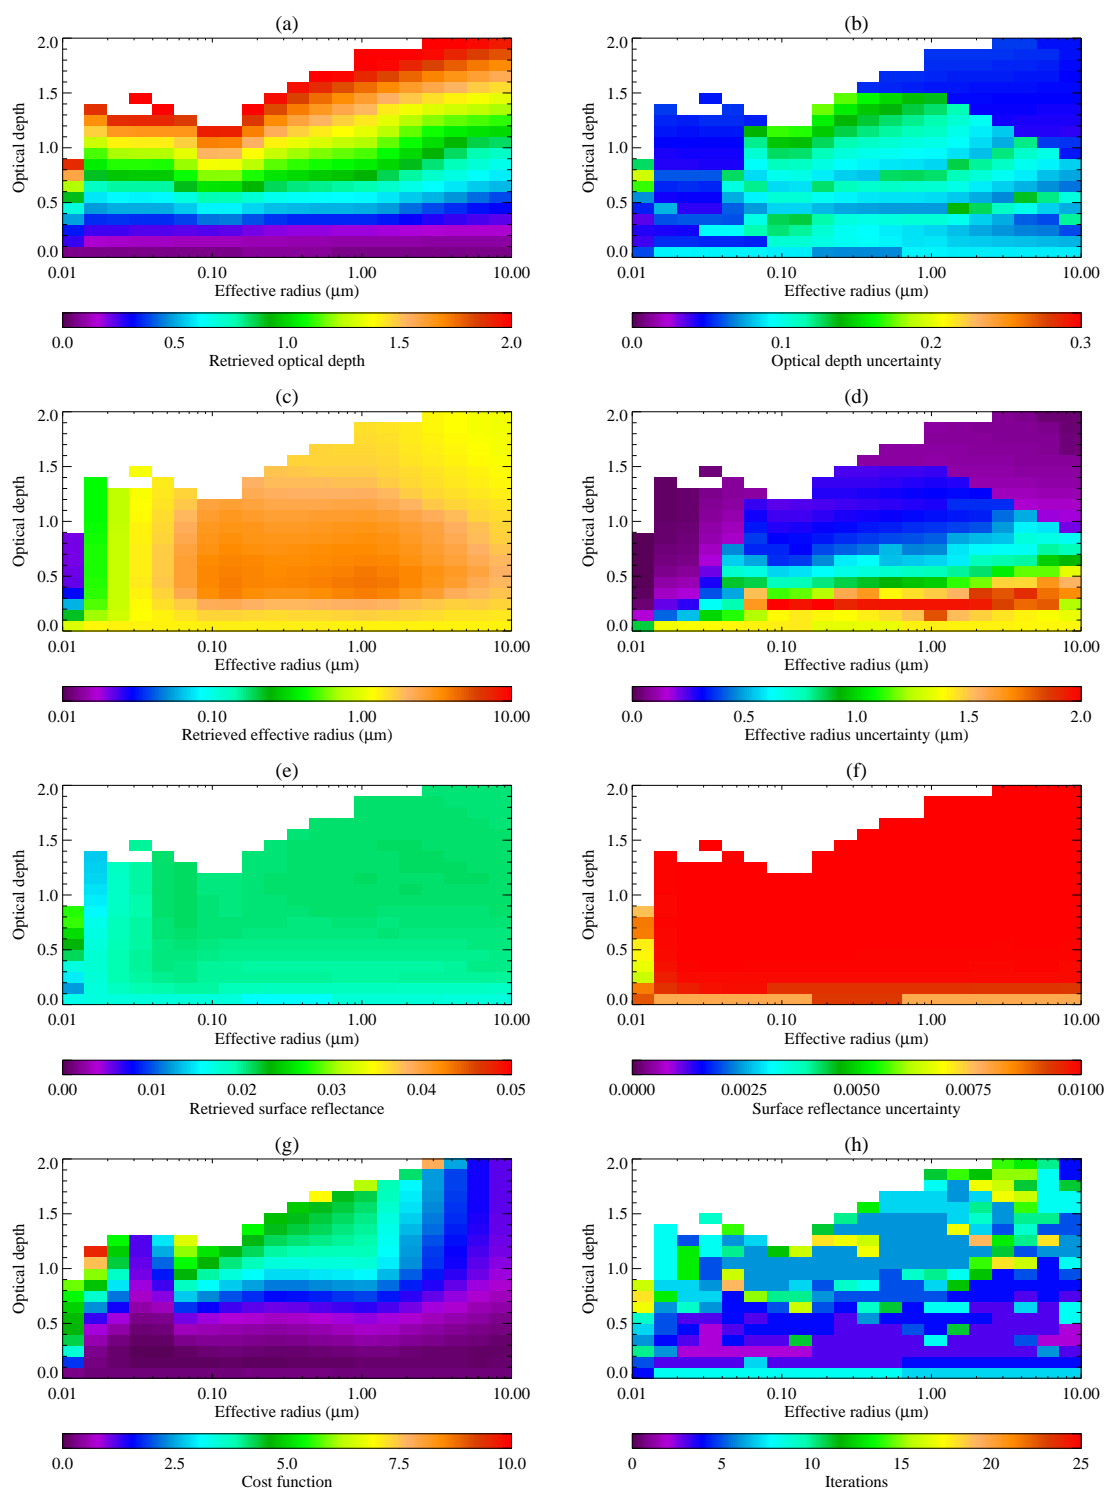 (a)
Optical depth
2.0
1.5
1.0
0.5
0.0
0.01 0.10 1.00 10.00
Effective radius (µm)
0.0 0.5 1.0 1.5 2.0
Retrieved optical depth
(b)
Optical depth
2.0
1.5
1.0
0.5
0.0
0.01 0.10 1.00 10.00
Effective radius (µm)
0.0 0.1 0.2 0.3
Optical depth uncertainty
(c)
Optical depth
2.0
1.5
1.0
0.5
0.0
0.01 0.10 1.00 10.00
Effective radius (µm)
0.01 0.10 1.00 10.00
Retrieved effective radius (µm)
(d)
Optical depth
2.0
1.5
1.0
0.5
0.0
0.01 0.10 1.00 10.00
Effective radius (µm)
0.0 0.5 1.0 1.5 2.0
Effective radius uncertainty (µm)
(e)
Optical depth
2.0
1.5
1.0
0.5
0.0
0.01 0.10 1.00 10.00
Effective radius (µm)
0.00 0.01 0.02 0.03 0.04 0.05
Retrieved surface reflectance
(f)
Optical depth
2.0
1.5
1.0
0.5
0.0
0.01 0.10 1.00 10.00
Effective radius (µm)
0.0000 0.0025 0.0050 0.0075 0.0100
Surface reflectance uncertainty
(g)
Optical depth
2.0
1.5
1.0
0.5
0.0
0.01 0.10 1.00 10.00
Effective radius (µm)
0.0 2.5 5.0 7.5 10.0
Cost function
(h)
Optical depth
2.0
1.5
1.0
0.5
0.0
0.01 0.10 1.00 10.00
Effective radius (µm)
0 5 10 15 20 25
Iterations